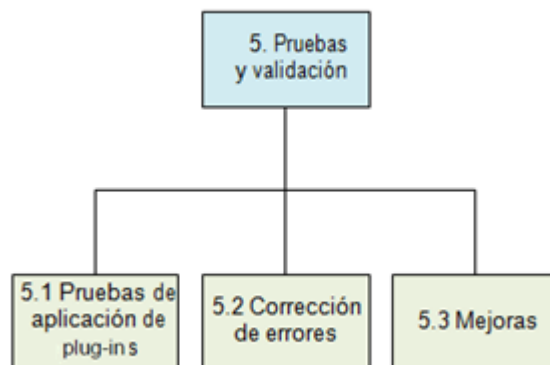 5. Pruebas
y validación
5.1 Pruebas de
aplicación de
plug-ins
5.2 Corrección
de errores
5.3 Mejoras